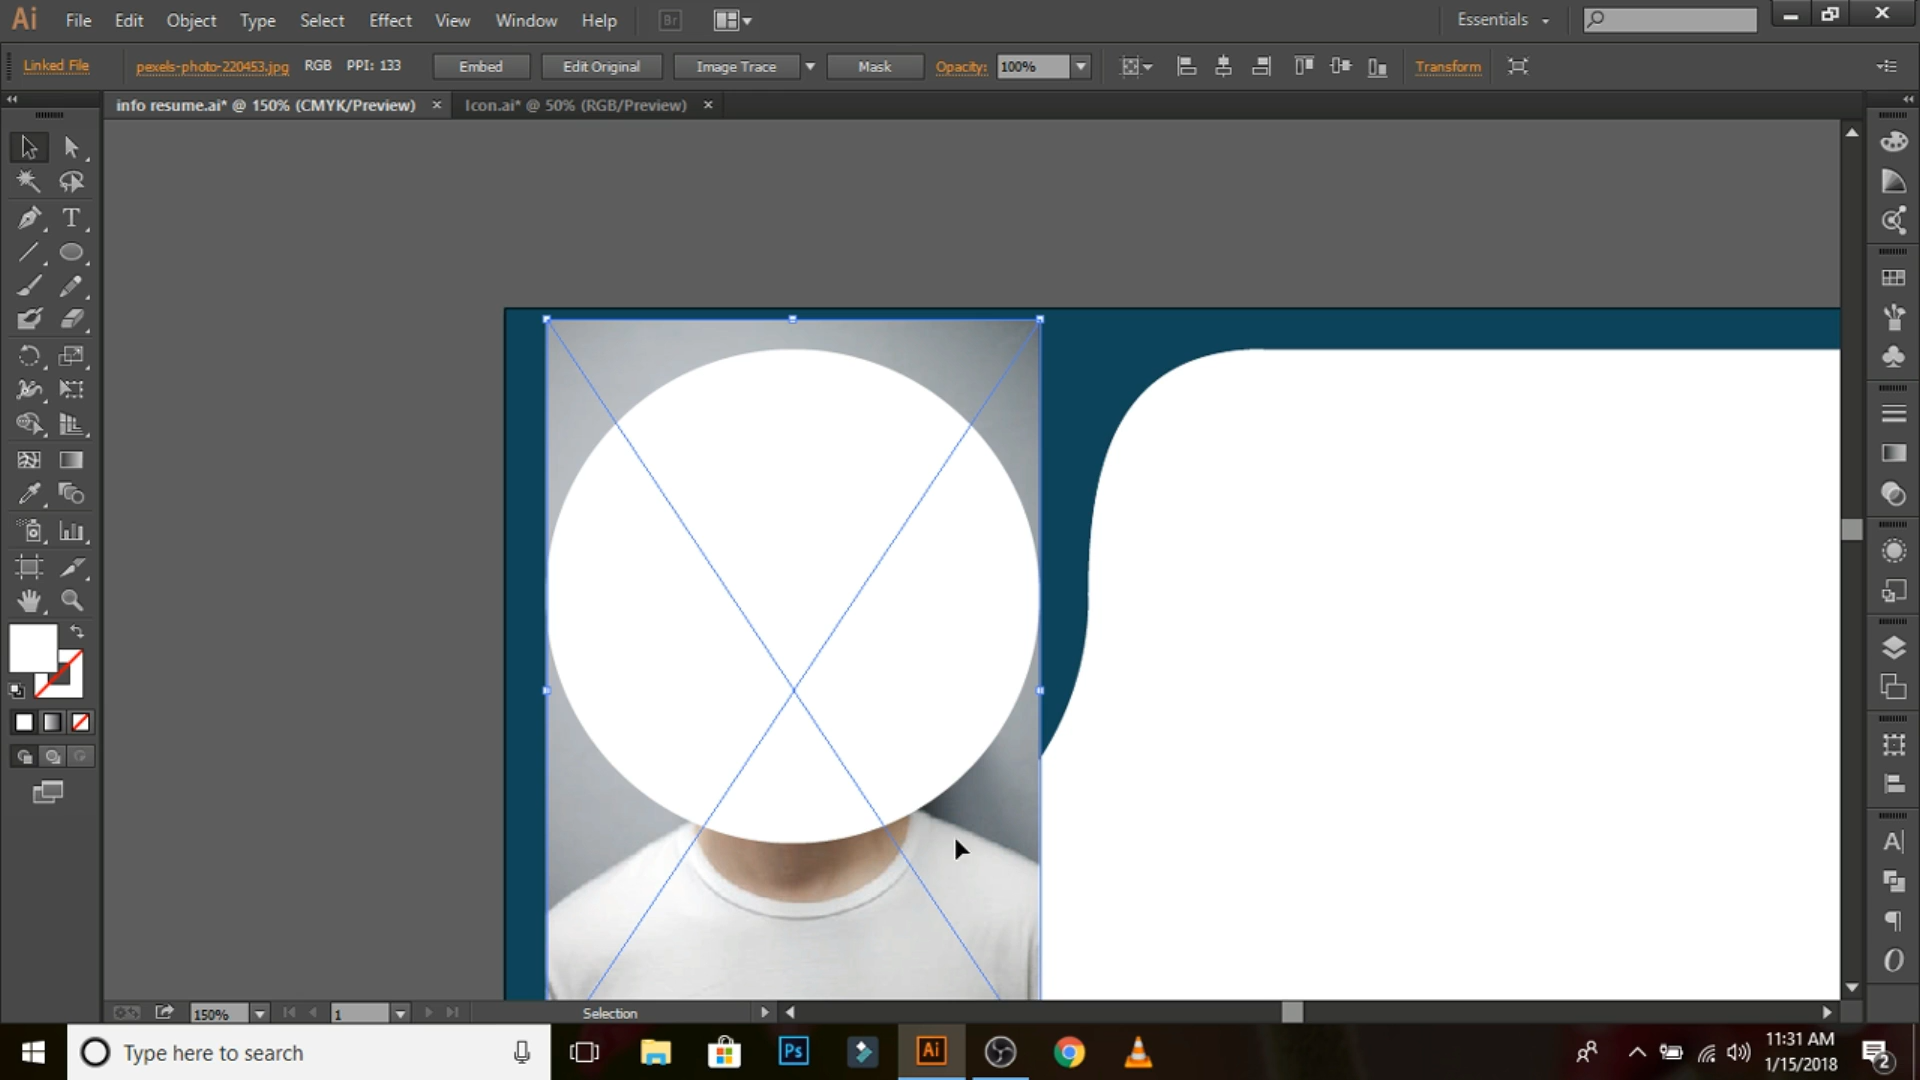 Ai File Edit Object Type Select Effect View Window Help Br Essentials
Linked File pexels-photo-220453.jpg RGB PPI: 133 Embed Edit Original Image Trace Mask Opacity: 100% Transform
info resume.ai* @ 150% (CMYK/Preview) Icon.ai* @ 50% (RGB/Preview)
150% 1 Selection
Type here to search
Ps
Ai
11:31 AM
1/15/2018
2